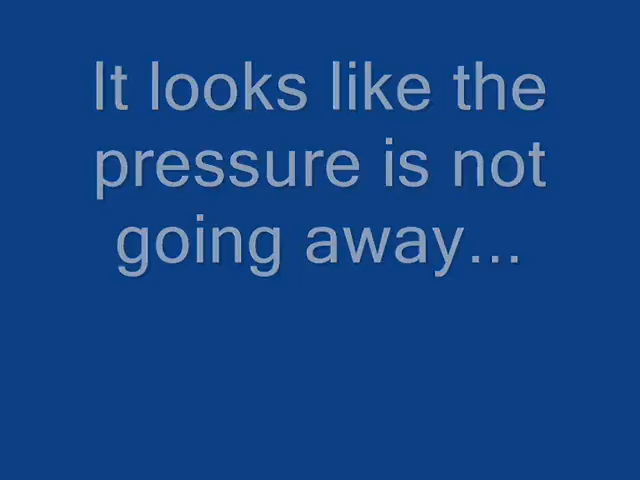 It looks like the
pressure is not
going away...